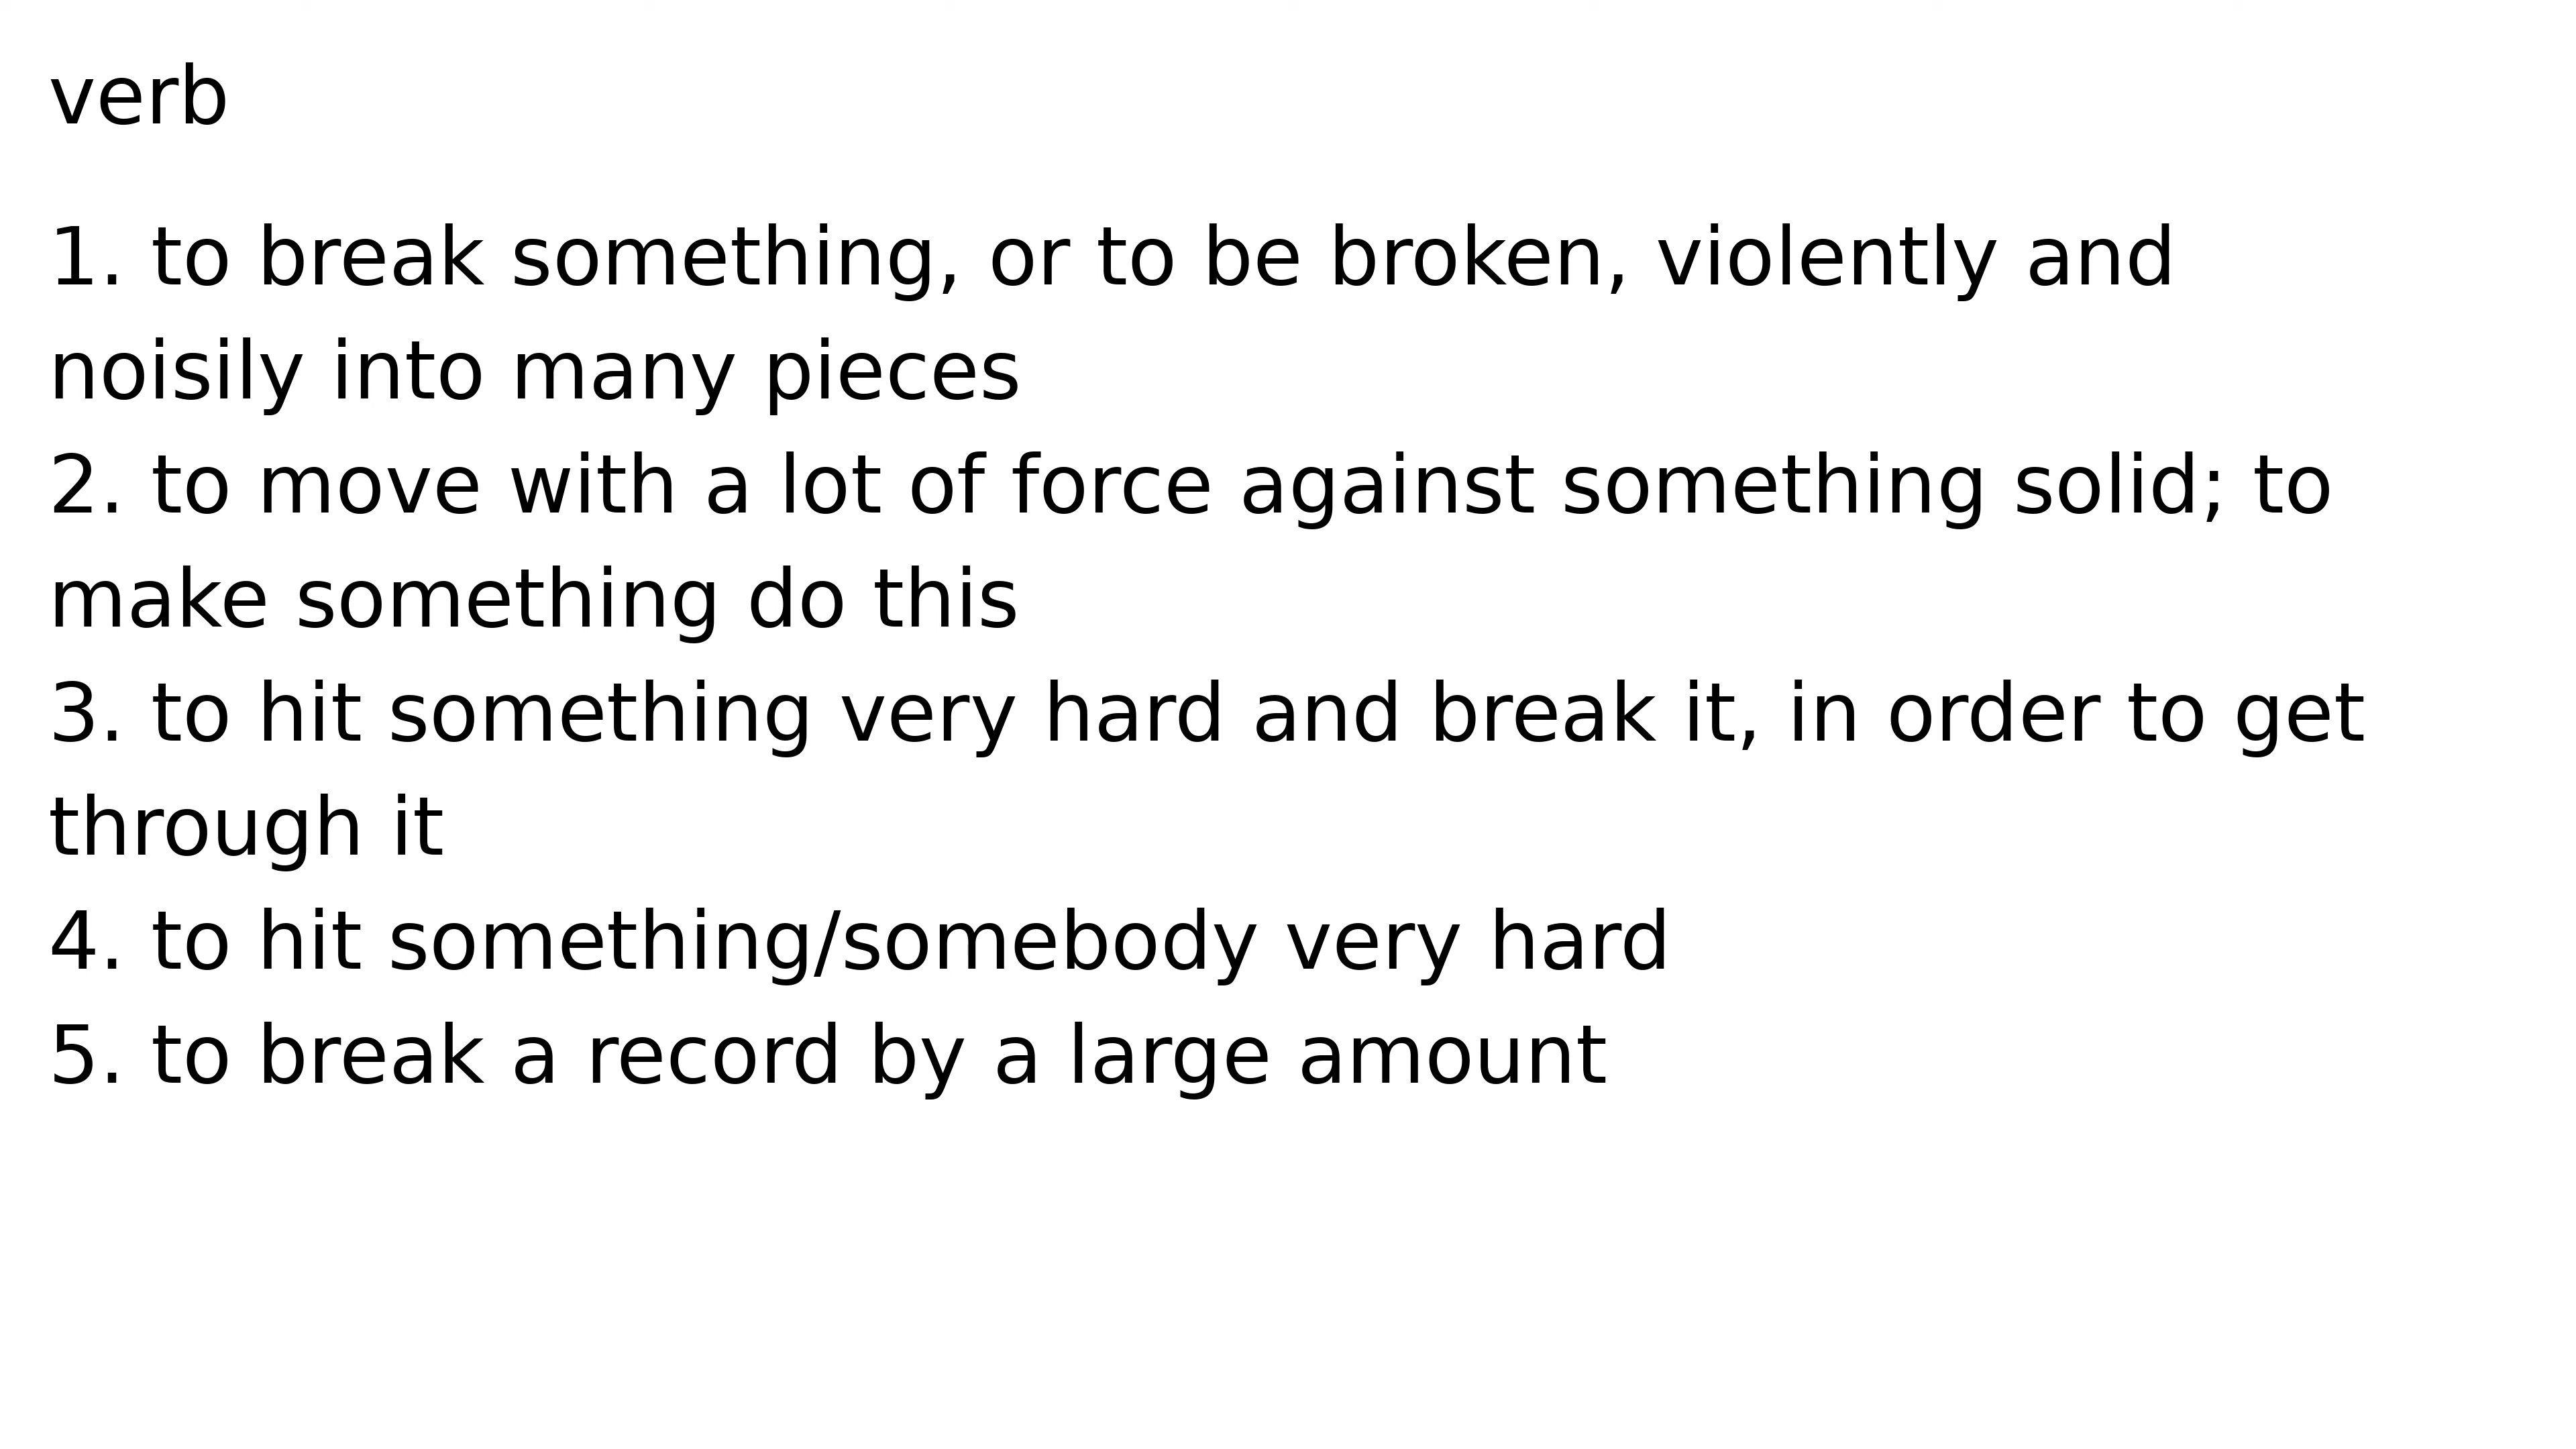 verb
1. to break something, or to be broken, violently and
noisily into many pieces
2. to move with a lot of force against something solid; to
make something do this
3. to hit something very hard and break it, in order to get
through it
4. to hit something/somebody very hard
5. to break a record by a large amount